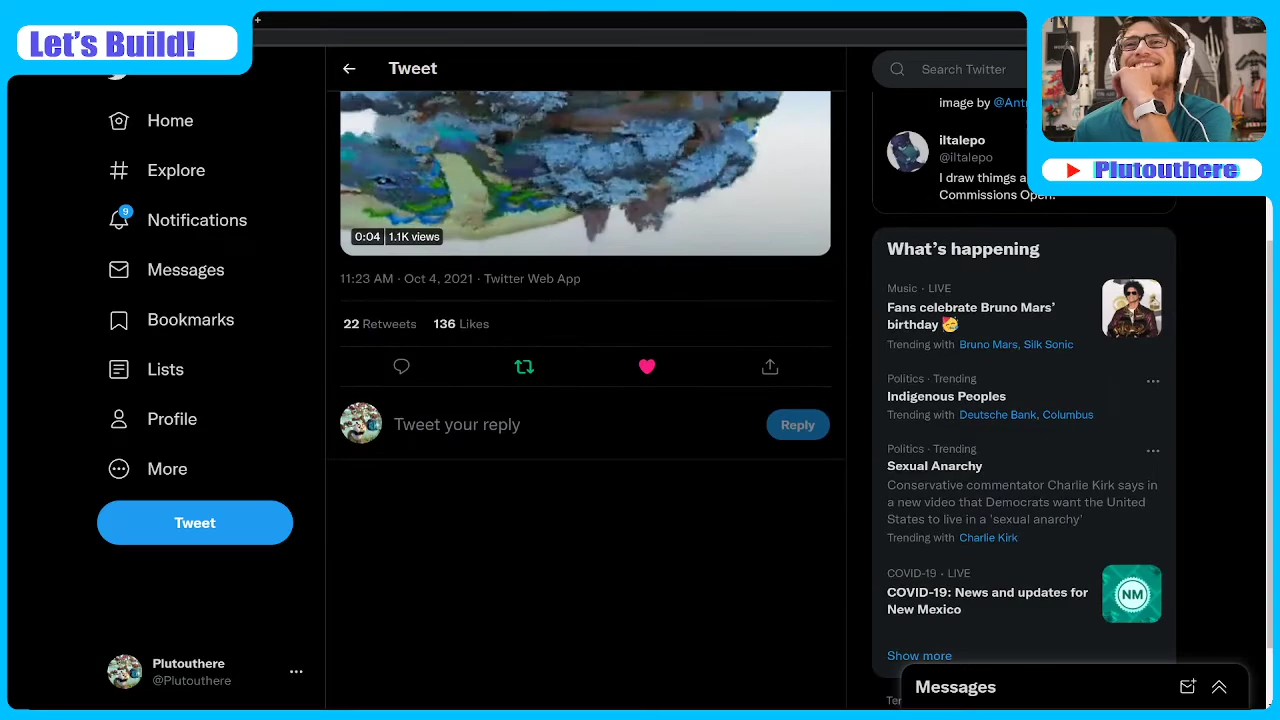 Let's Build!
Home
Explore
9
Notifications
Messages
Bookmarks
Lists
Profile
More
Tweet
Plutouthere
@Plutouthere
Tweet
0:04 1.1K views
11:23 AM · Oct 4, 2021 · Twitter Web App
22 Retweets 136 Likes
Tweet your reply
Reply
Search Twitter
image by @Ant
iltalepo
@iltalepo
I draw things a
Commissions Open!
Plutouthere
What's happening
Music · LIVE
Fans celebrate Bruno Mars'
birthday 🥳
Trending with Bruno Mars, Silk Sonic
Politics · Trending
Indigenous Peoples
Trending with Deutsche Bank, Columbus
Politics · Trending
Sexual Anarchy
Conservative commentator Charlie Kirk says in
a new video that Democrats want the United
States to live in a 'sexual anarchy'
Trending with Charlie Kirk
COVID-19 · LIVE
COVID-19: News and updates for
New Mexico
NM
Show more
Messages